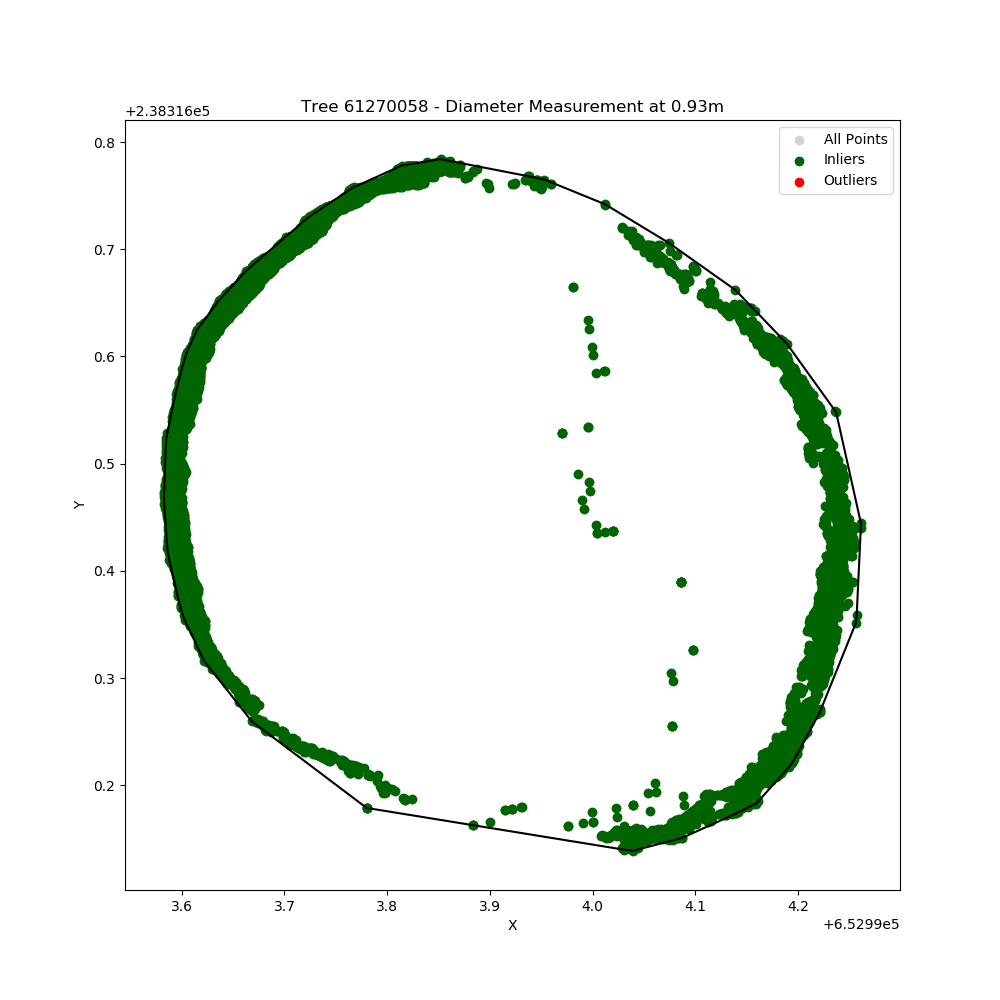 Tree 61270058 - Diameter Measurement at 0.93m
+2.38316e5
All Points
Inliers
Outliers
0.8
0.7
0.6
0.5
0.4
0.3
0.2
Y
3.6 3.7 3.8 3.9 4.0 4.1 4.2
X
+6.5299e5